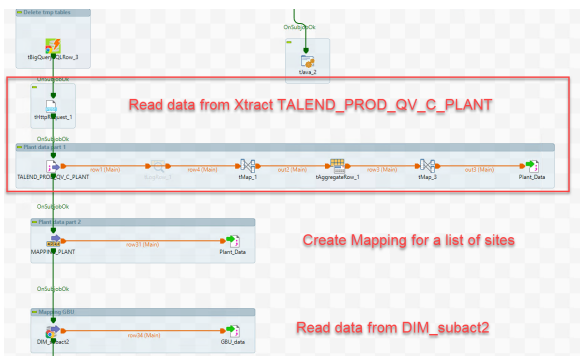 Delete tmp tables
tBigQuerySQLRow_3
OnSubjobOk
OnSubjobOk
tJava_2
tHttpRequest_1
Read data from Xtract TALEND_PROD_QV_C_PLANT
OnSubjobOk
Plant data part 1
row1 (Main)
row4 (Main)
out2 (Main)
row3 (Main)
out3 (Main)
TALEND_PROD_QV_C_PLANT
tMap_1
tAggregateRow_1
tMap_3
Plant_Data
OnSubjobOk
Plant data part 2
row21 (Main)
MAPPING_PLANT
Plant_Data
Create Mapping for a list of sites
OnSubjobOk
Mapping GBU
row34 (Main)
DIM_subact2
GBU_data
Read data from DIM_subact2